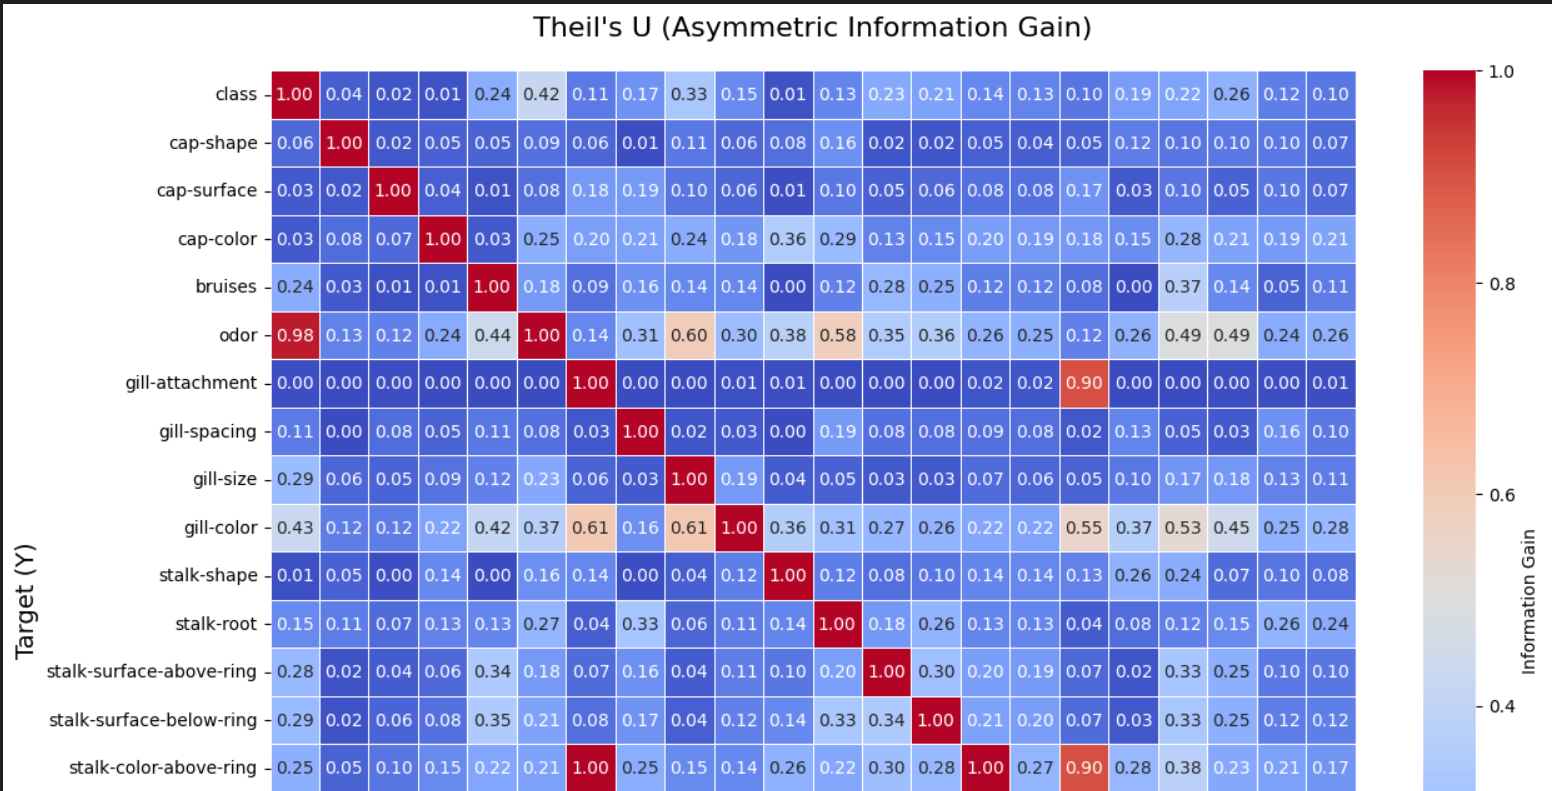 Theil's U (Asymmetric Information Gain)
class 1.00 0.04 0.02 0.01 0.24 0.42 0.11 0.17 0.33 0.15 0.01 0.13 0.23 0.21 0.14 0.13 0.10 0.19 0.22 0.26 0.12 0.10
cap-shape 0.06 1.00 0.02 0.05 0.05 0.09 0.06 0.01 0.11 0.06 0.08 0.16 0.02 0.02 0.05 0.04 0.05 0.12 0.10 0.10 0.10 0.07
cap-surface 0.03 0.02 1.00 0.04 0.01 0.08 0.18 0.19 0.10 0.06 0.01 0.10 0.05 0.06 0.08 0.08 0.17 0.03 0.10 0.05 0.10 0.07
cap-color 0.03 0.08 0.07 1.00 0.03 0.25 0.20 0.21 0.24 0.18 0.36 0.29 0.13 0.15 0.20 0.19 0.18 0.15 0.28 0.21 0.19 0.21
bruises 0.24 0.03 0.01 0.01 1.00 0.18 0.09 0.16 0.14 0.14 0.00 0.12 0.28 0.25 0.12 0.12 0.08 0.00 0.37 0.14 0.05 0.11
odor 0.98 0.13 0.12 0.24 0.44 1.00 0.14 0.31 0.60 0.30 0.38 0.58 0.35 0.36 0.26 0.25 0.12 0.26 0.49 0.49 0.24 0.26
gill-attachment 0.00 0.00 0.00 0.00 0.00 0.00 1.00 0.00 0.00 0.01 0.01 0.00 0.00 0.00 0.02 0.02 0.90 0.00 0.00 0.00 0.00 0.01
gill-spacing 0.11 0.00 0.08 0.05 0.11 0.08 0.03 1.00 0.02 0.03 0.00 0.19 0.08 0.08 0.09 0.08 0.02 0.13 0.05 0.03 0.16 0.10
gill-size 0.29 0.06 0.05 0.09 0.12 0.23 0.06 0.03 1.00 0.19 0.04 0.05 0.03 0.03 0.07 0.06 0.05 0.10 0.17 0.18 0.13 0.11
gill-color 0.43 0.12 0.12 0.22 0.42 0.37 0.61 0.16 0.61 1.00 0.36 0.31 0.27 0.26 0.22 0.22 0.55 0.37 0.53 0.45 0.25 0.28
stalk-shape 0.01 0.05 0.00 0.14 0.00 0.16 0.14 0.00 0.04 0.12 1.00 0.12 0.08 0.10 0.14 0.14 0.13 0.26 0.24 0.07 0.10 0.08
stalk-root 0.15 0.11 0.07 0.13 0.13 0.27 0.04 0.33 0.06 0.11 0.14 1.00 0.18 0.26 0.13 0.13 0.04 0.08 0.12 0.15 0.26 0.24
stalk-surface-above-ring 0.28 0.02 0.04 0.06 0.34 0.18 0.07 0.16 0.04 0.11 0.10 0.20 1.00 0.30 0.20 0.19 0.07 0.02 0.33 0.25 0.10 0.10
stalk-surface-below-ring 0.29 0.02 0.06 0.08 0.35 0.21 0.08 0.17 0.04 0.12 0.14 0.33 0.34 1.00 0.21 0.20 0.07 0.03 0.33 0.25 0.12 0.12
stalk-color-above-ring 0.25 0.05 0.10 0.15 0.22 0.21 1.00 0.25 0.15 0.14 0.26 0.22 0.30 0.28 1.00 0.27 0.90 0.28 0.38 0.23 0.21 0.17
Target (Y)
1.0
0.8
0.6
0.4
Information Gain